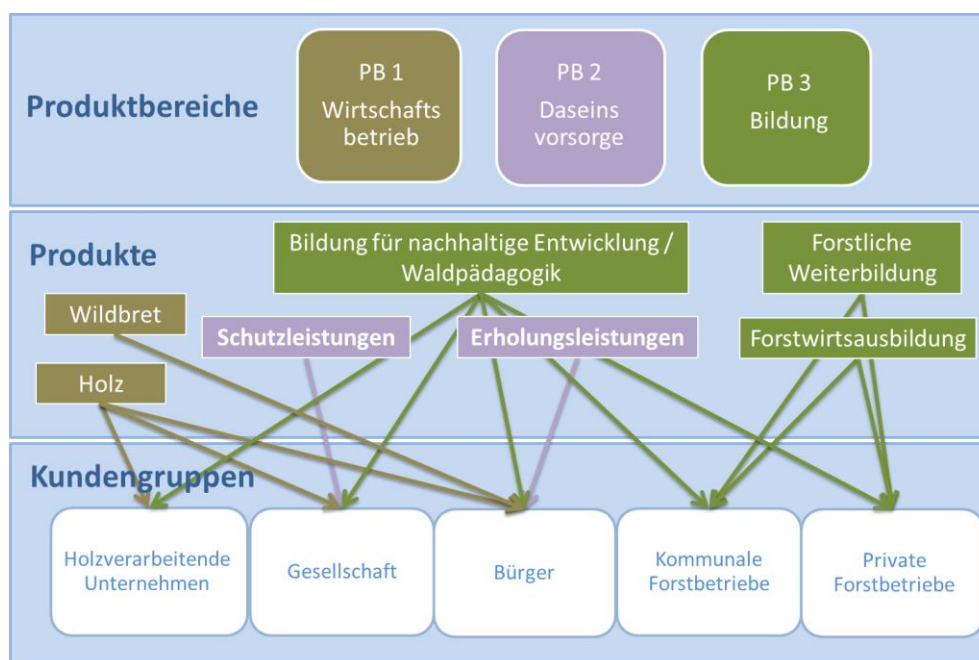 Produktbereiche
PB 1
Wirtschafts
betrieb
PB 2
Daseins
vorsorge
PB 3
Bildung
Produkte
Bildung für nachhaltige Entwicklung /
Waldpädagogik
Forstliche
Weiterbildung
Wildbret
Schutzleistungen
Erholungsleistungen
Forstwirtsausbildung
Holz
Kundengruppen
Holzverarbeitende
Unternehmen
Gesellschaft
Bürger
Kommunale
Forstbetriebe
Private
Forstbetriebe